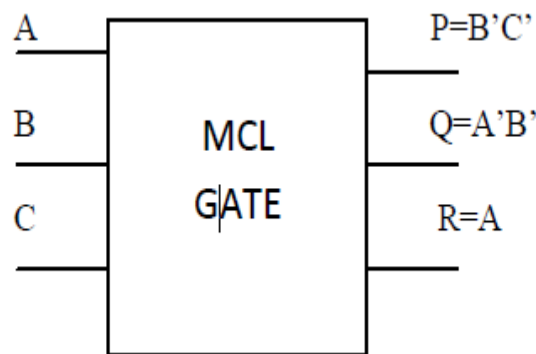 A
P=B’C’
B
MCL
Q=A’B’
GATE
C
R=A